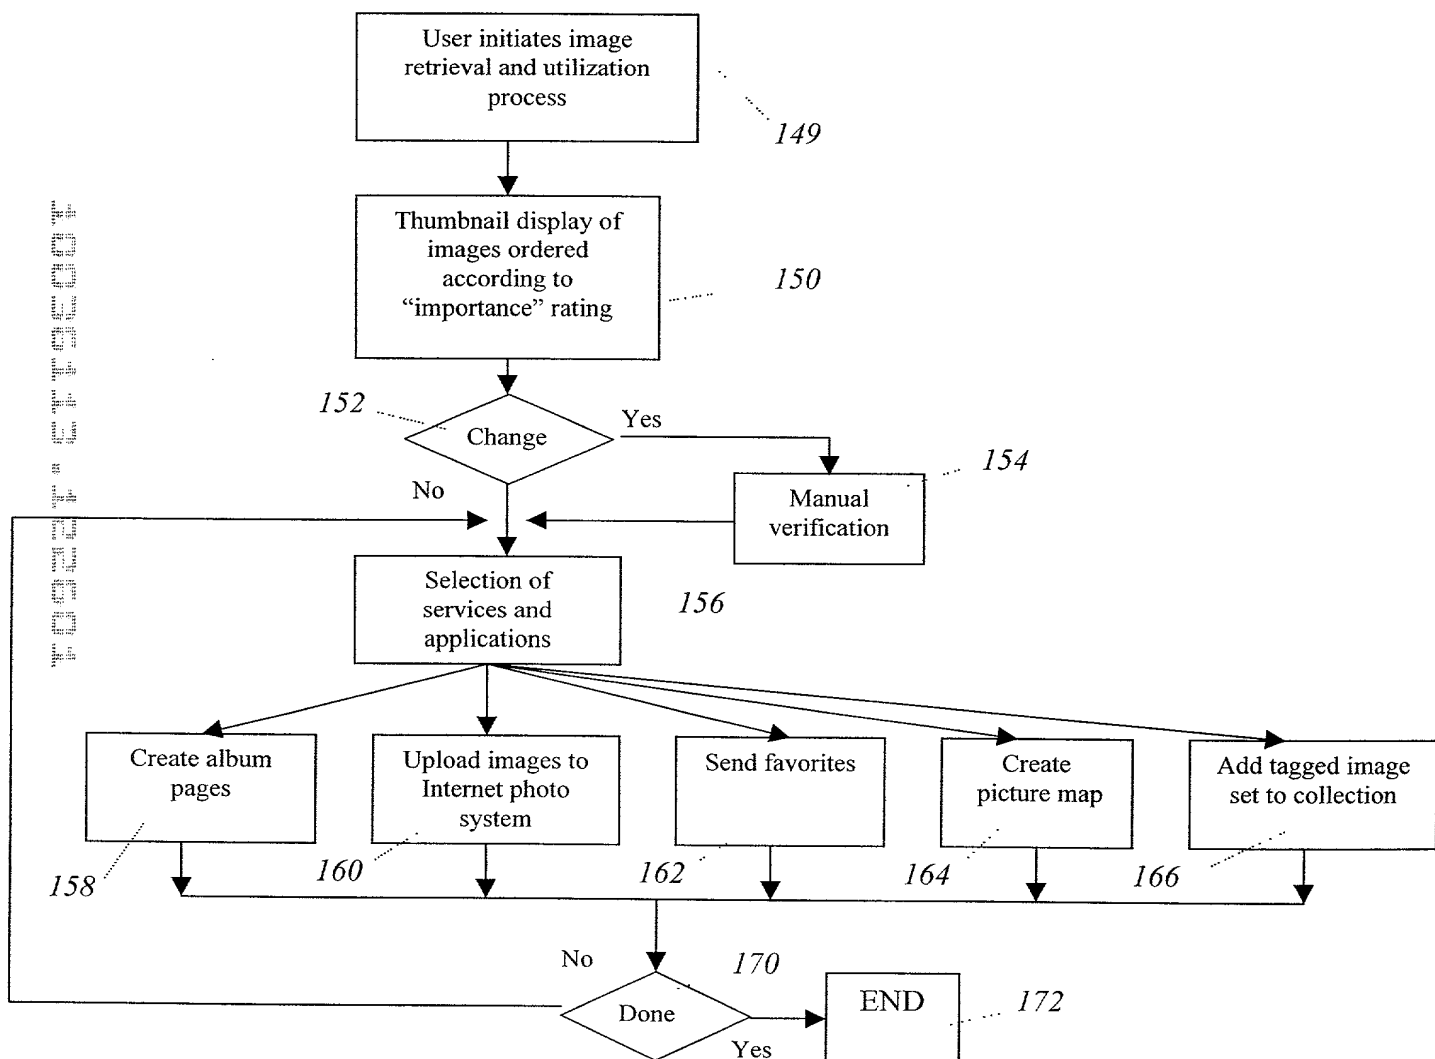 User initiates image
retrieval and utilization
process
149
Thumbnail display of
images ordered
according to
“importance” rating
150
152
Change
Yes
No
154
Manual
verification
Selection of
services and
applications
156
Create album
pages
158
Upload images to
Internet photo
system
160
Send favorites
162
Create
picture map
164
Add tagged image
set to collection
166
No
170
Done
Yes
END
172